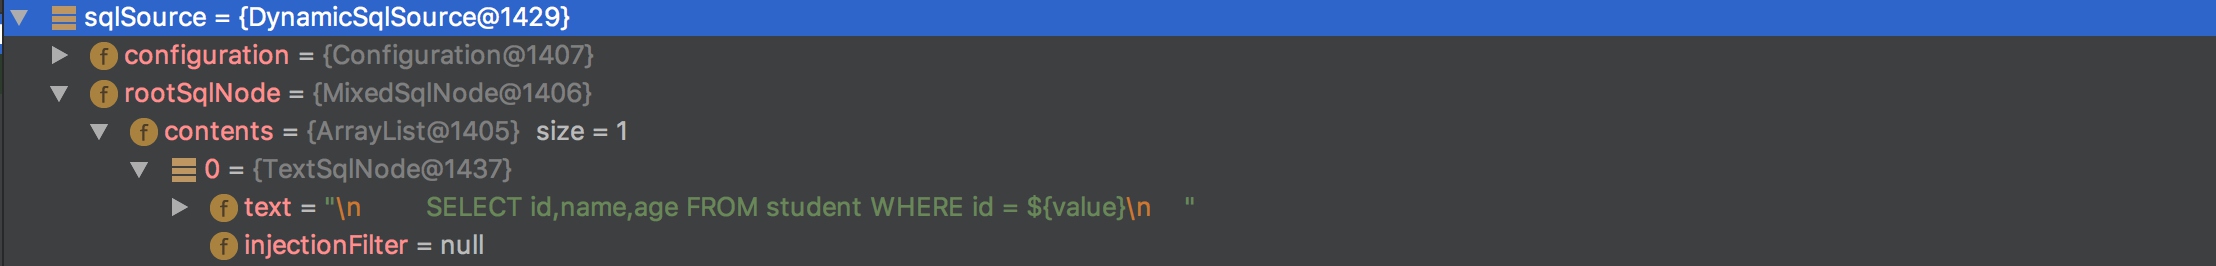 sqlSource = {DynamicSqlSource@1429}
f configuration = {Configuration@1407}
f rootSqlNode = {MixedSqlNode@1406}
f contents = {ArrayList@1405} size = 1
0 = {TextSqlNode@1437}
f text = "\n        SELECT id,name,age FROM student WHERE id = ${value}\n    "
f injectionFilter = null